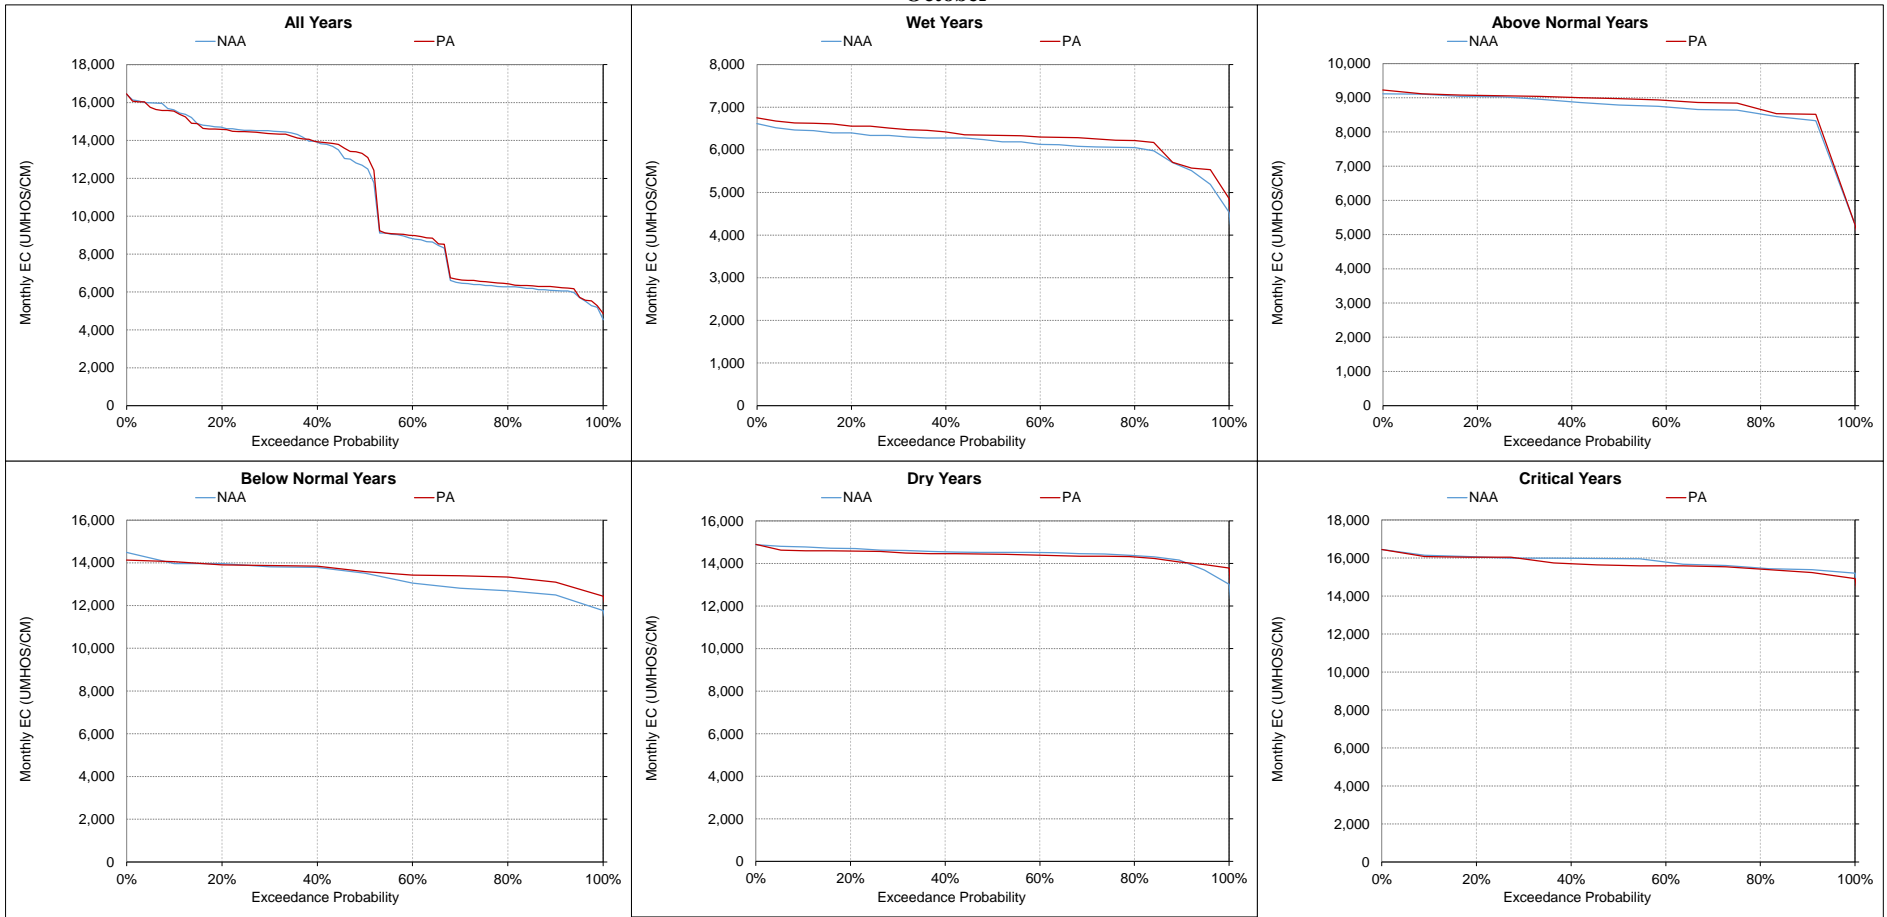 All Years
NAA PA
18,000
16,000
14,000
12,000
10,000
8,000
6,000
4,000
2,000
0
Monthly EC (UMHOS/CM)
0% 20% 40% 60% 80% 100%
Exceedance Probability
Wet Years
NAA PA
8,000
7,000
6,000
5,000
4,000
3,000
2,000
1,000
0
Monthly EC (UMHOS/CM)
0% 20% 40% 60% 80% 100%
Exceedance Probability
Above Normal Years
NAA PA
10,000
9,000
8,000
7,000
6,000
5,000
4,000
3,000
2,000
1,000
0
Monthly EC (UMHOS/CM)
0% 20% 40% 60% 80% 100%
Exceedance Probability
Below Normal Years
NAA PA
16,000
14,000
12,000
10,000
8,000
6,000
4,000
2,000
0
Monthly EC (UMHOS/CM)
0% 20% 40% 60% 80% 100%
Exceedance Probability
Dry Years
NAA PA
16,000
14,000
12,000
10,000
8,000
6,000
4,000
2,000
0
Monthly EC (UMHOS/CM)
0% 20% 40% 60% 80% 100%
Exceedance Probability
Critical Years
NAA PA
18,000
16,000
14,000
12,000
10,000
8,000
6,000
4,000
2,000
0
Monthly EC (UMHOS/CM)
0% 20% 40% 60% 80% 100%
Exceedance Probability